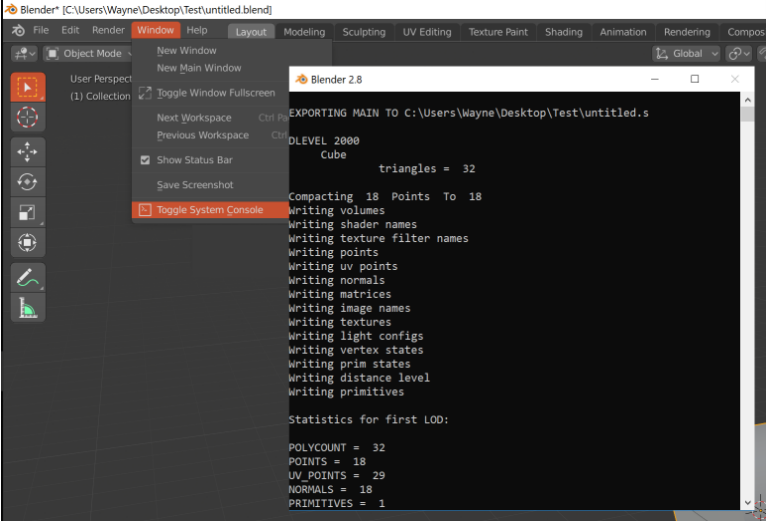 Blender* [C:\Users\Wayne\Desktop\Test\untitled.blend]
File Edit Render Window Help Layout Modeling Sculpting UV Editing Texture Paint Shading Animation Rendering Compos
Object Mode
Global
User Perspect
(1) Collection
New Window
New Main Window
Toggle Window Fullscreen
Next Workspace Ctrl
Previous Workspace Ctrl
Show Status Bar
Save Screenshot
Toggle System Console
Blender 2.8
EXPORTING MAIN TO C:\Users\Wayne\Desktop\Test\untitled.s
DLEVEL 2000
Cube
triangles = 32
Compacting 18 Points To 18
Writing volumes
Writing shader names
Writing texture filter names
Writing points
Writing uv points
Writing normals
Writing matrices
Writing image names
Writing textures
Writing light configs
Writing vertex states
Writing prim states
Writing distance level
Writing primitives
Statistics for first LOD:
POLYCOUNT = 32
POINTS = 18
UV_POINTS = 29
NORMALS = 18
PRIMITIVES = 1